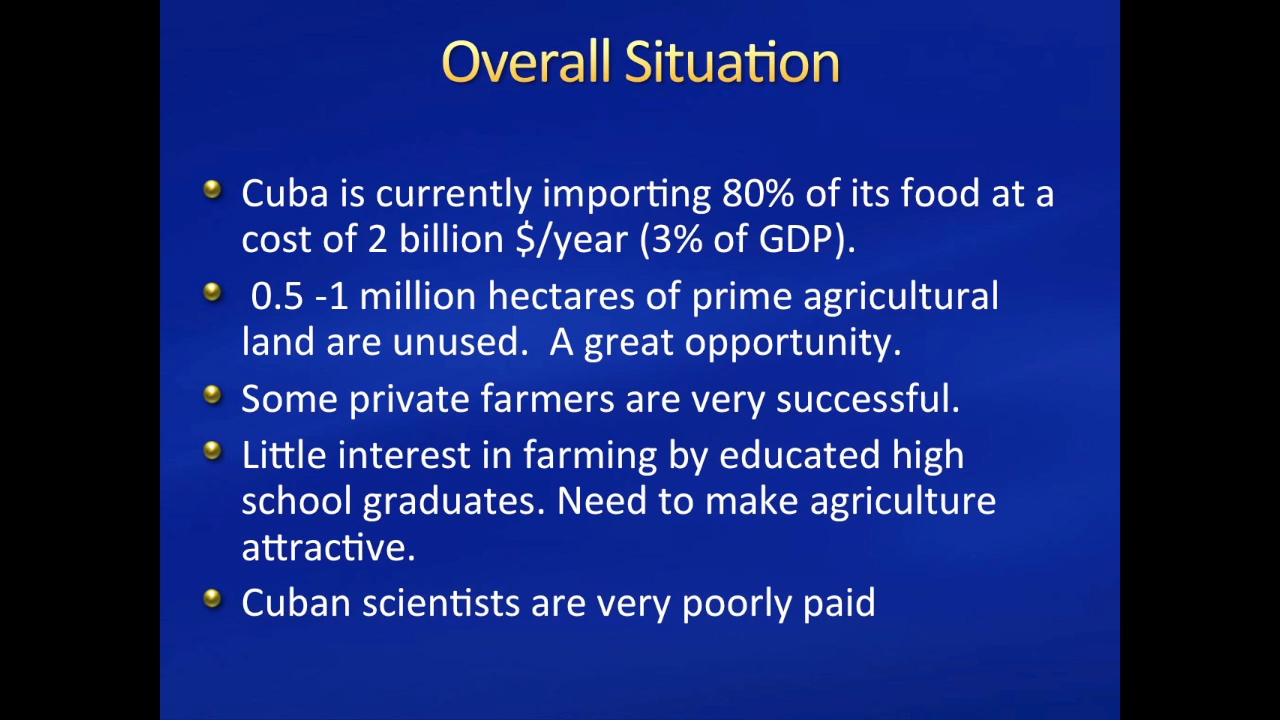 Overall Situation
Cuba is currently importing 80% of its food at a
cost of 2 billion $/year (3% of GDP).
0.5 -1 million hectares of prime agricultural
land are unused.  A great opportunity.
Some private farmers are very successful.
Little interest in farming by educated high
school graduates. Need to make agriculture
attractive.
Cuban scientists are very poorly paid